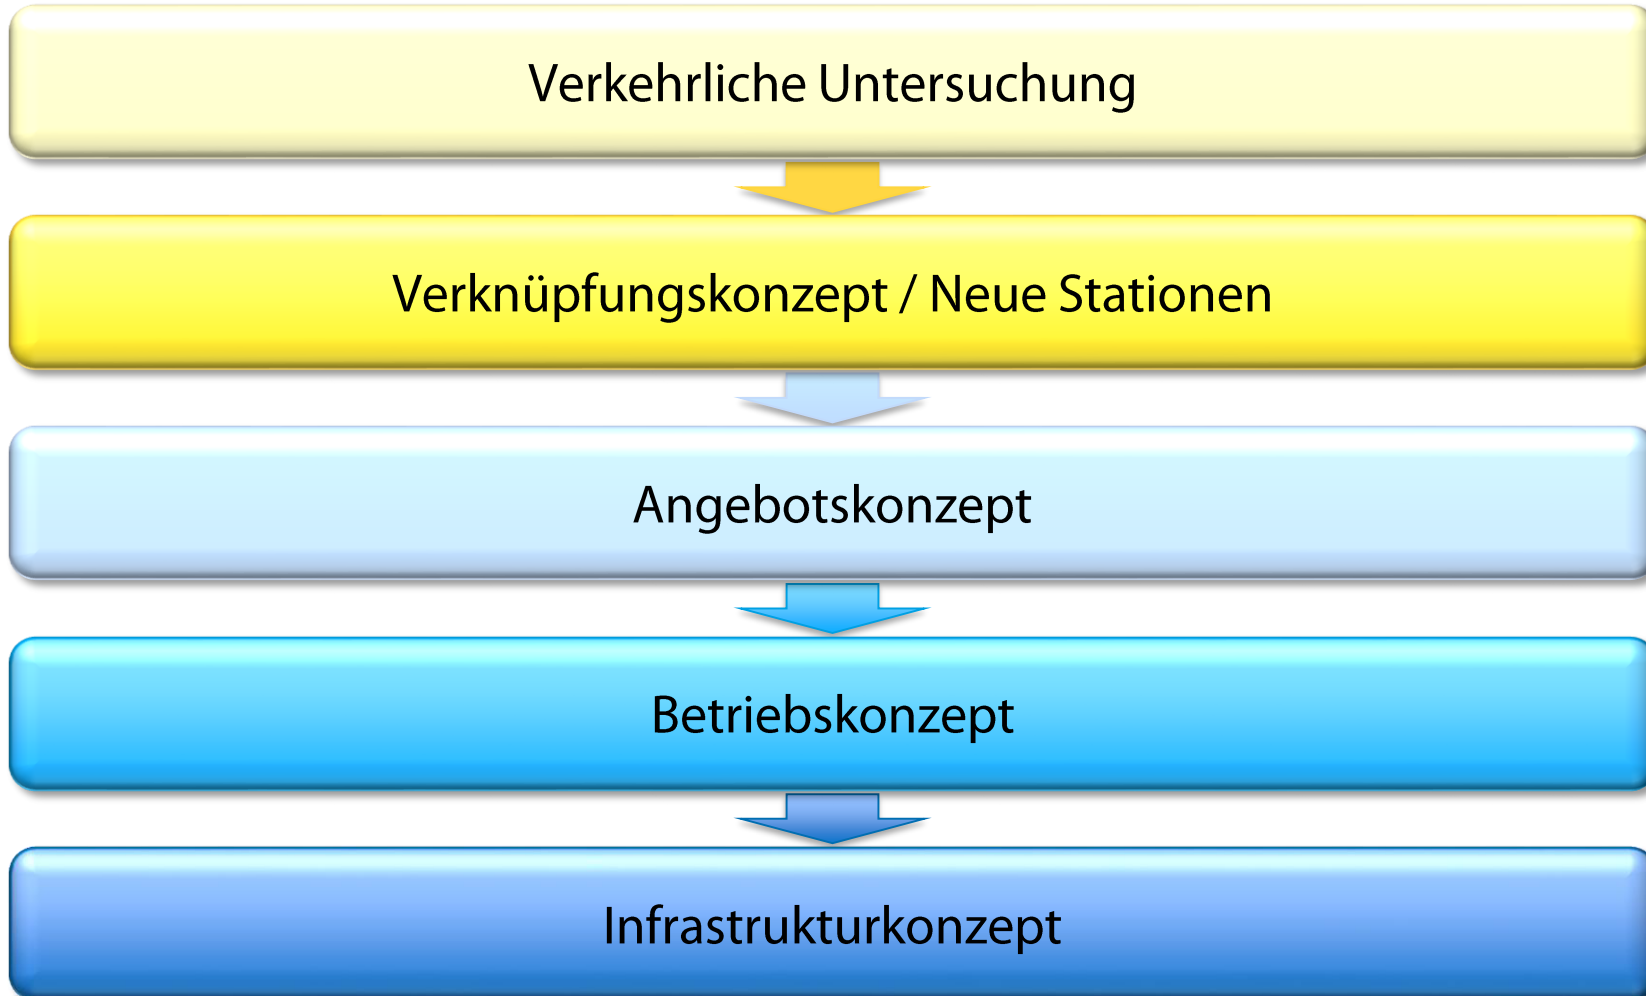 Verkehrliche Untersuchung
Verknüpfungskonzept / Neue Stationen
Angebotskonzept
Betriebskonzept
Infrastrukturkonzept